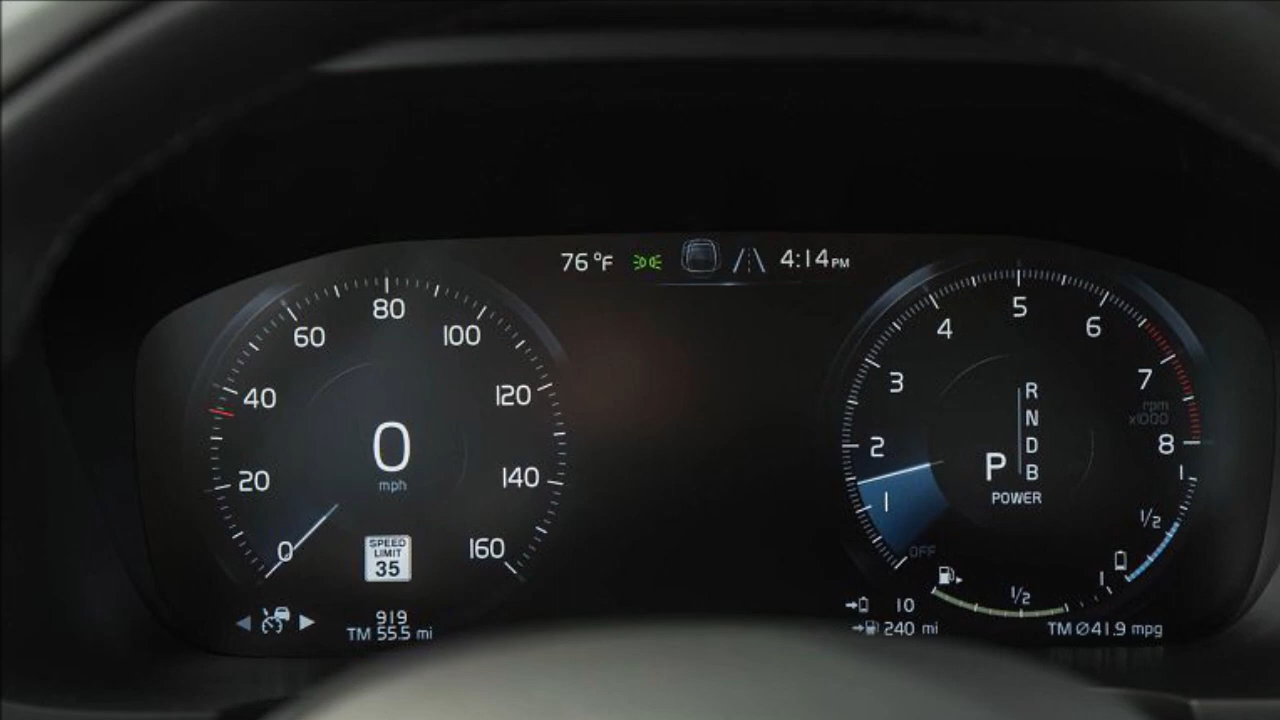 76 °F 4:14 PM
0
20
40
60
80
100
120
140
160
0
mph
SPEED
LIMIT
35
919
TM 55.5 mi
OFF
1
2
3
4
5
6
7
8
rpm
x1000
R
N
D
B
P
POWER
1
1/2
1/2
1
10
240 mi
TM Ø41.9 mpg